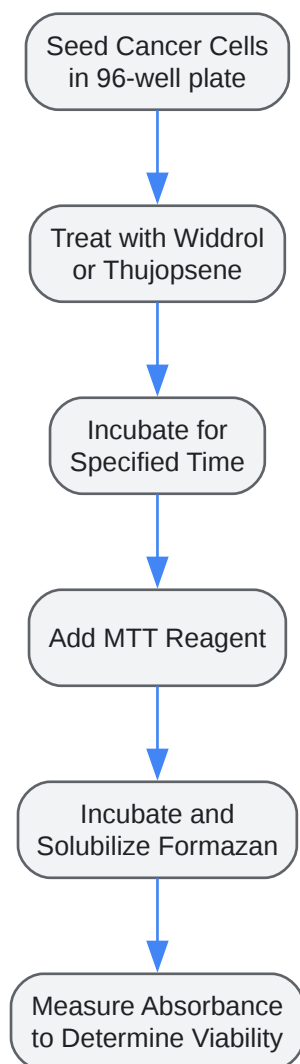 Seed Cancer Cells
in 96-well plate
Treat with Widdrol
or Thujopsene
Incubate for
Specified Time
Add MTT Reagent
Incubate and
Solubilize Formazan
Measure Absorbance
to Determine Viability